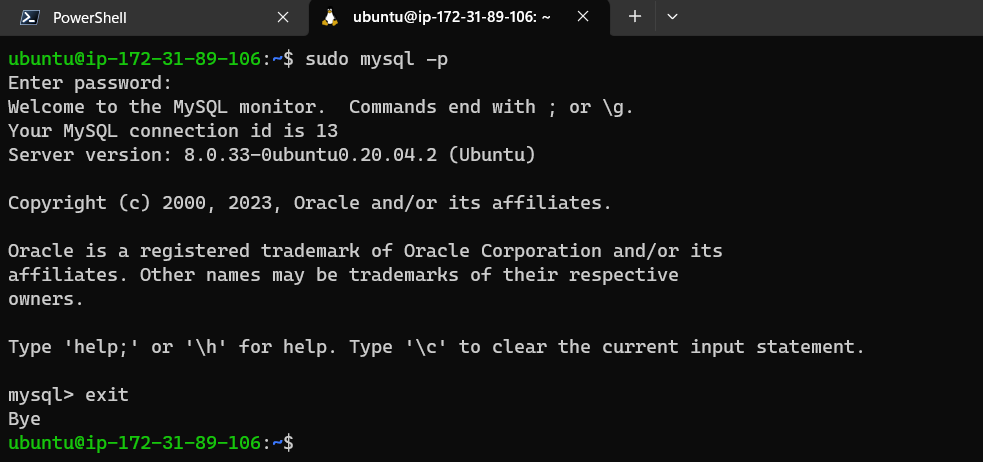 PowerShell
ubuntu@ip-172-31-89-106: ~
ubuntu@ip-172-31-89-106:~$ sudo mysql -p
Enter password:
Welcome to the MySQL monitor.  Commands end with ; or \g.
Your MySQL connection id is 13
Server version: 8.0.33-0ubuntu0.20.04.2 (Ubuntu)
Copyright (c) 2000, 2023, Oracle and/or its affiliates.
Oracle is a registered trademark of Oracle Corporation and/or its
affiliates. Other names may be trademarks of their respective
owners.
Type 'help;' or '\h' for help. Type '\c' to clear the current input statement.
mysql> exit
Bye
ubuntu@ip-172-31-89-106:~$